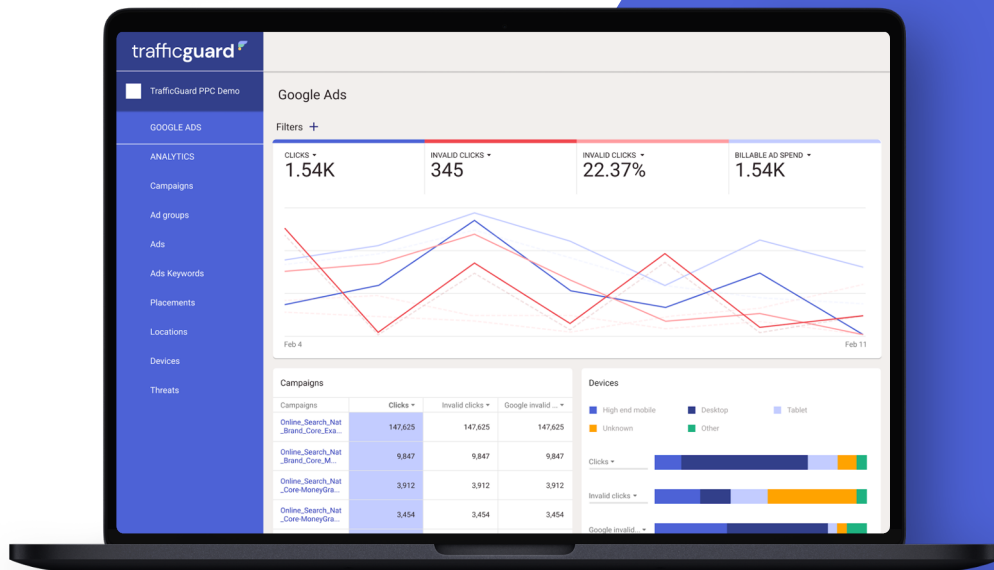 trafficguard
TrafficGuard PPC Demo
GOOGLE ADS
ANALYTICS
Campaigns
Ad groups
Ads
Ads Keywords
Placements
Locations
Devices
Threats
Google Ads
Filters +
CLICKS
1.54K
INVALID CLICKS
345
INVALID CLICKS
22.37%
BILLABLE AD SPEND
1.54K
Feb 4
Feb 11
Campaigns
Campaigns Clicks Invalid clicks Google invalid ...
Online_Search_Nat
_Brand_Core_Exa...
147,625 147,625 147,625
Online_Search_Nat
_Brand_Core_M...
9,847 9,847 9,847
Online_Search_Nat
_Core-MoneyGra...
3,912 3,912 3,912
Online_Search_Nat
_Core-MoneyGra...
3,454 3,454 3,454
Devices
High end mobile Desktop Tablet
Unknown Other
Clicks
Invalid clicks
Google invalid...